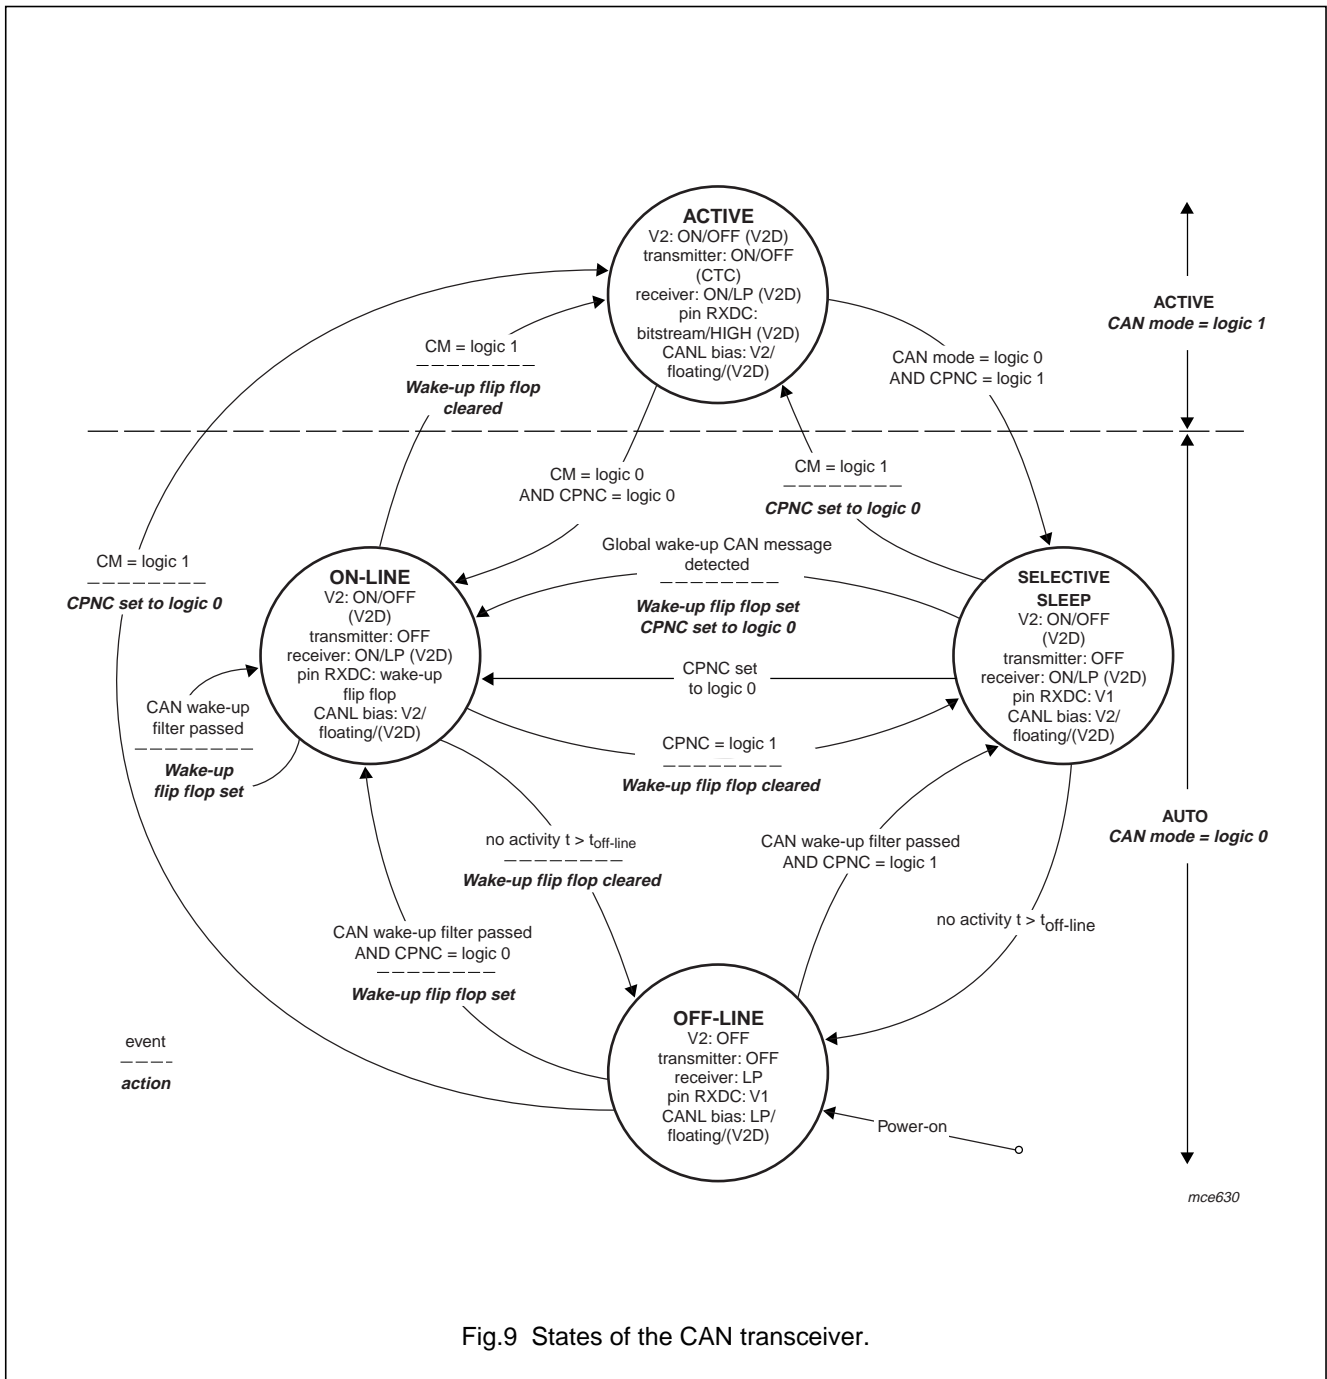 ACTIVE
V2: ON/OFF (V2D)
transmitter: ON/OFF
(CTC)
receiver: ON/LP (V2D)
pin RXDC:
bitstream/HIGH (V2D)
CANL bias: V2/
floating/(V2D)
ACTIVE
CAN mode = logic 1
CM = logic 1
Wake-up flip flop
cleared
CAN mode = logic 0
AND CPNC = logic 1
CM = logic 0
AND CPNC = logic 0
CM = logic 1
CPNC set to logic 0
CM = logic 1
CPNC set to logic 0
Global wake-up CAN message
detected
Wake-up flip flop set
CPNC set to logic 0
ON-LINE
V2: ON/OFF
(V2D)
transmitter: OFF
receiver: ON/LP (V2D)
pin RXDC: wake-up
flip flop
CANL bias: V2/
floating/(V2D)
SELECTIVE
SLEEP
V2: ON/OFF
(V2D)
transmitter: OFF
receiver: ON/LP (V2D)
pin RXDC: V1
CANL bias: V2/
floating/(V2D)
CPNC set
to logic 0
CAN wake-up
filter passed
Wake-up
flip flop set
CPNC = logic 1
Wake-up flip flop cleared
AUTO
CAN mode = logic 0
no activity t > toff-line
Wake-up flip flop cleared
CAN wake-up filter passed
AND CPNC = logic 1
no activity t > toff-line
CAN wake-up filter passed
AND CPNC = logic 0
Wake-up flip flop set
OFF-LINE
V2: OFF
transmitter: OFF
receiver: LP
pin RXDC: V1
CANL bias: LP/
floating/(V2D)
event
action
Power-on
mce630
Fig.9 States of the CAN transceiver.